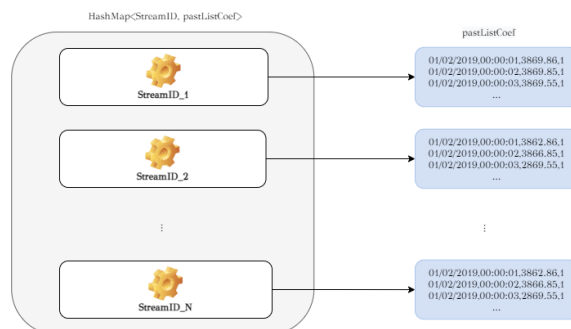 HashMap<StreamID, pastListCoef>
pastListCoef
StreamID_1
01/02/2019,00:00:01,3869.86,1
01/02/2019,00:00:02,3869.85,1
01/02/2019,00:00:03,3869.55,1
...
StreamID_2
01/02/2019,00:00:01,3862.86,1
01/02/2019,00:00:02,3866.85,1
01/02/2019,00:00:03,2869.55,1
...
StreamID_N
01/02/2019,00:00:01,3862.86,1
01/02/2019,00:00:02,3866.85,1
01/02/2019,00:00:03,2869.55,1
...